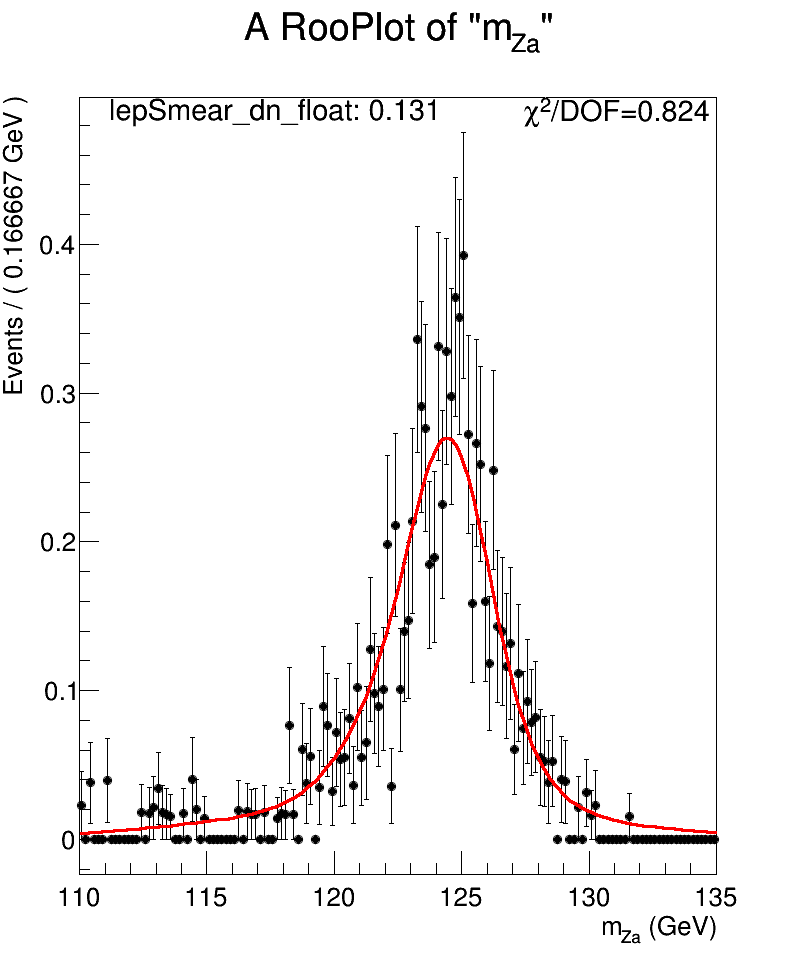 A RooPlot of "m_Za"
lepSmear_dn_float: 0.131
χ²/DOF=0.824
Events / ( 0.166667 GeV )
0.4
0.3
0.2
0.1
0
110 115 120 125 130 135
m_Za (GeV)